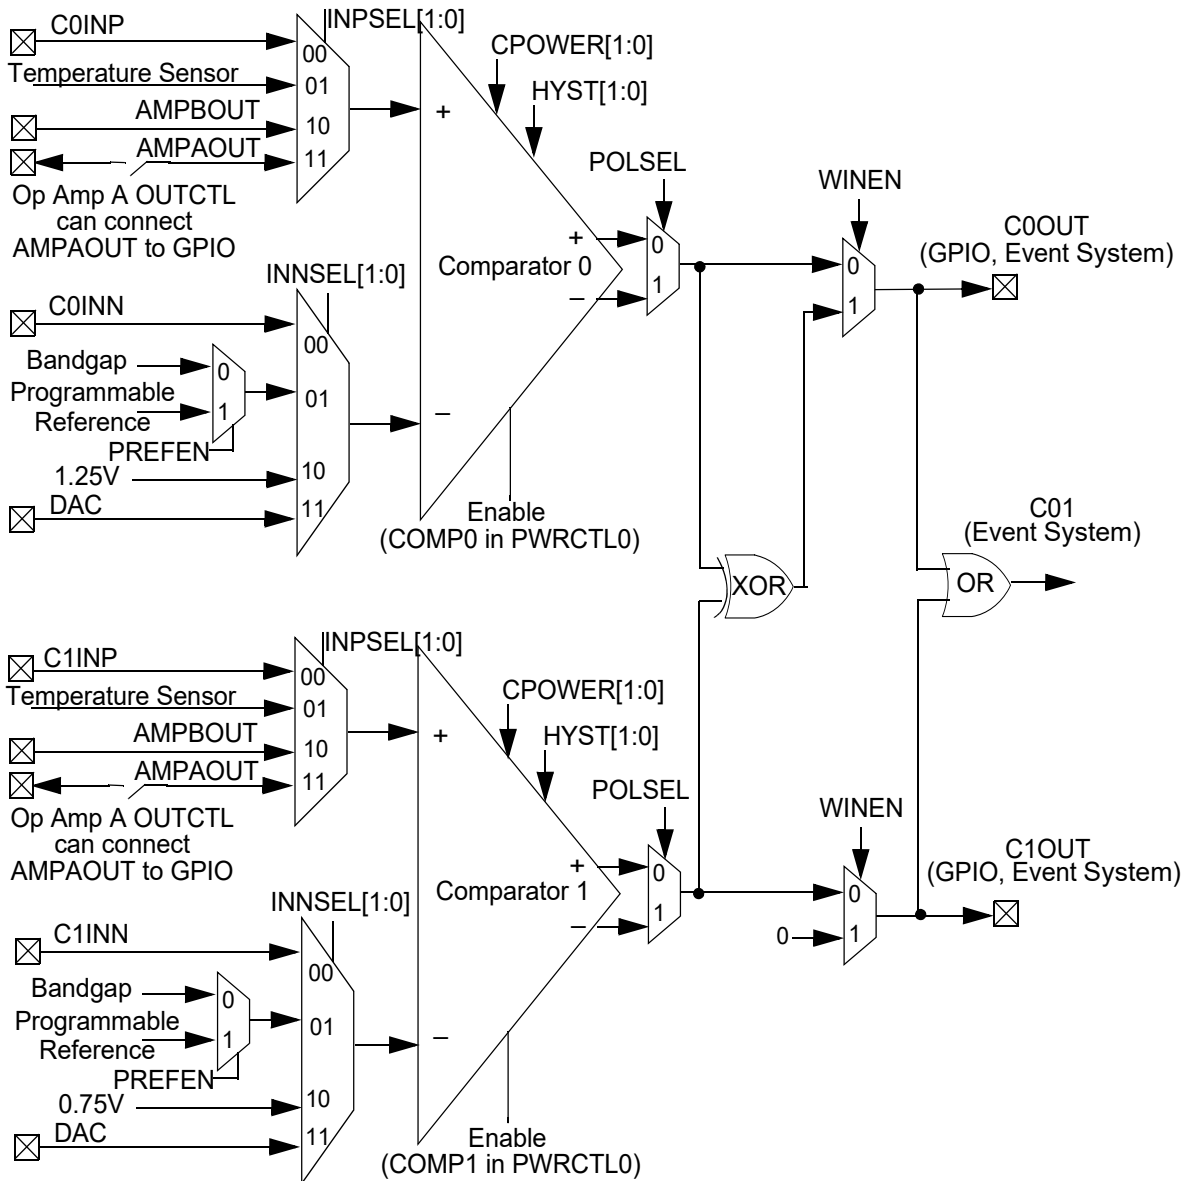 C0INP
INPSEL[1:0]
00
Temperature Sensor
01
AMPBOUT
10
AMPAOUT
11
Op Amp A OUTCTL
can connect
AMPAOUT to GPIO
CPOWER[1:0]
HYST[1:0]
+
POLSEL
WINEN
+
0
Comparator 0
–
1
0
1
C0OUT
(GPIO, Event System)
INNSEL[1:0]
C0INN
00
Bandgap
0
Programmable
Reference
1
01
PREFEN
–
1.25V
10
DAC
11
Enable
(COMP0 in PWRCTL0)
C01
(Event System)
XOR
OR
C1INP
INPSEL[1:0]
00
Temperature Sensor
01
AMPBOUT
10
AMPAOUT
11
Op Amp A OUTCTL
can connect
AMPAOUT to GPIO
CPOWER[1:0]
HYST[1:0]
+
POLSEL
WINEN
+
0
Comparator 1
–
1
0
0
1
C1OUT
(GPIO, Event System)
INNSEL[1:0]
C1INN
00
Bandgap
0
Programmable
Reference
1
01
PREFEN
–
0.75V
10
DAC
11
Enable
(COMP1 in PWRCTL0)